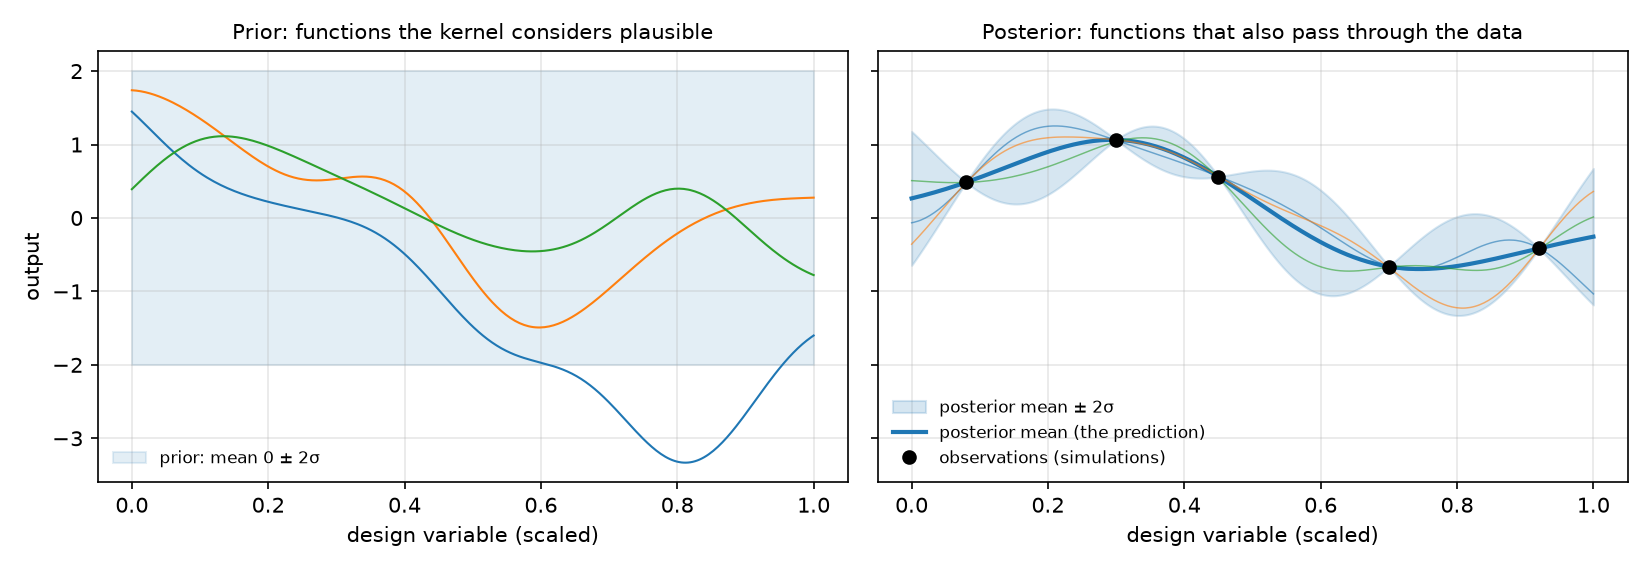 Prior: functions the kernel considers plausible
2
1
0
−1
−2
−3
output
prior: mean 0 ± 2σ
0.0 0.2 0.4 0.6 0.8 1.0
design variable (scaled)
Posterior: functions that also pass through the data
posterior mean ± 2σ
posterior mean (the prediction)
observations (simulations)
0.0 0.2 0.4 0.6 0.8 1.0
design variable (scaled)